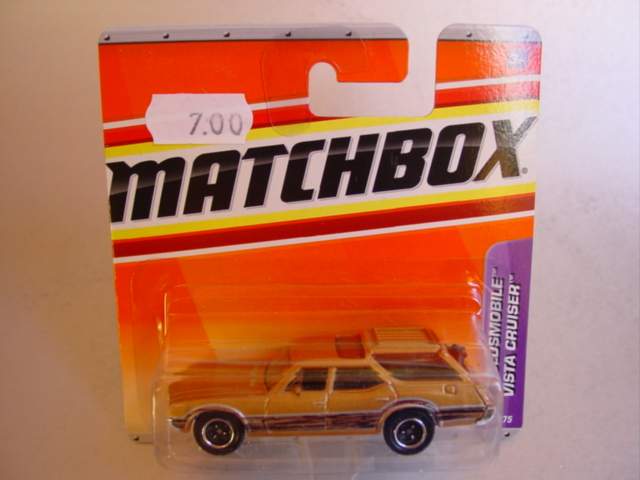 7.00
MATCHBOX®
OLDSMOBILE™
VISTA CRUISER™
75